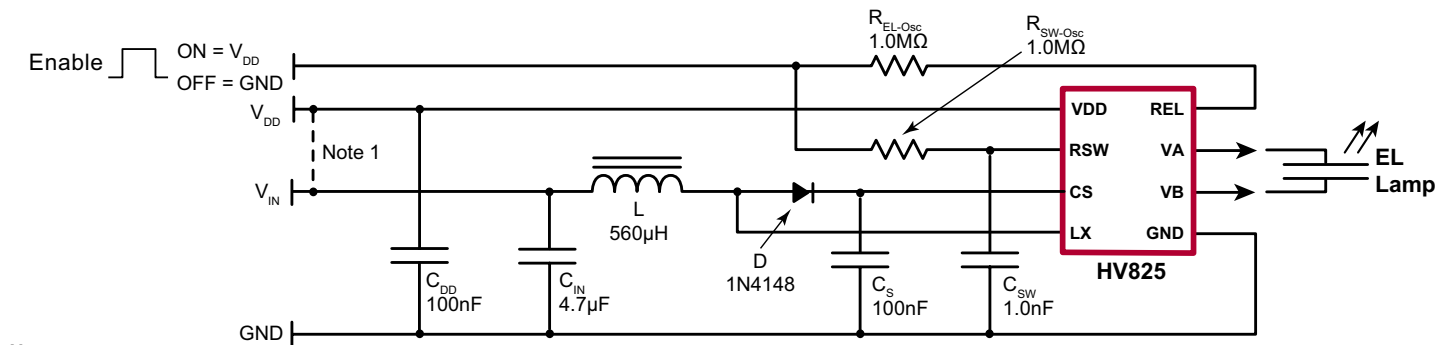 Enable
ON = VDD
OFF = GND
REL-Osc
1.0MΩ
RSW-Osc
1.0MΩ
VDD
Note 1
VIN
GND
L
560µH
D
1N4148
CDD
100nF
CIN
4.7µF
CS
100nF
CSW
1.0nF
VDD
REL
RSW
VA
CS
VB
LX
GND
HV825
EL
Lamp